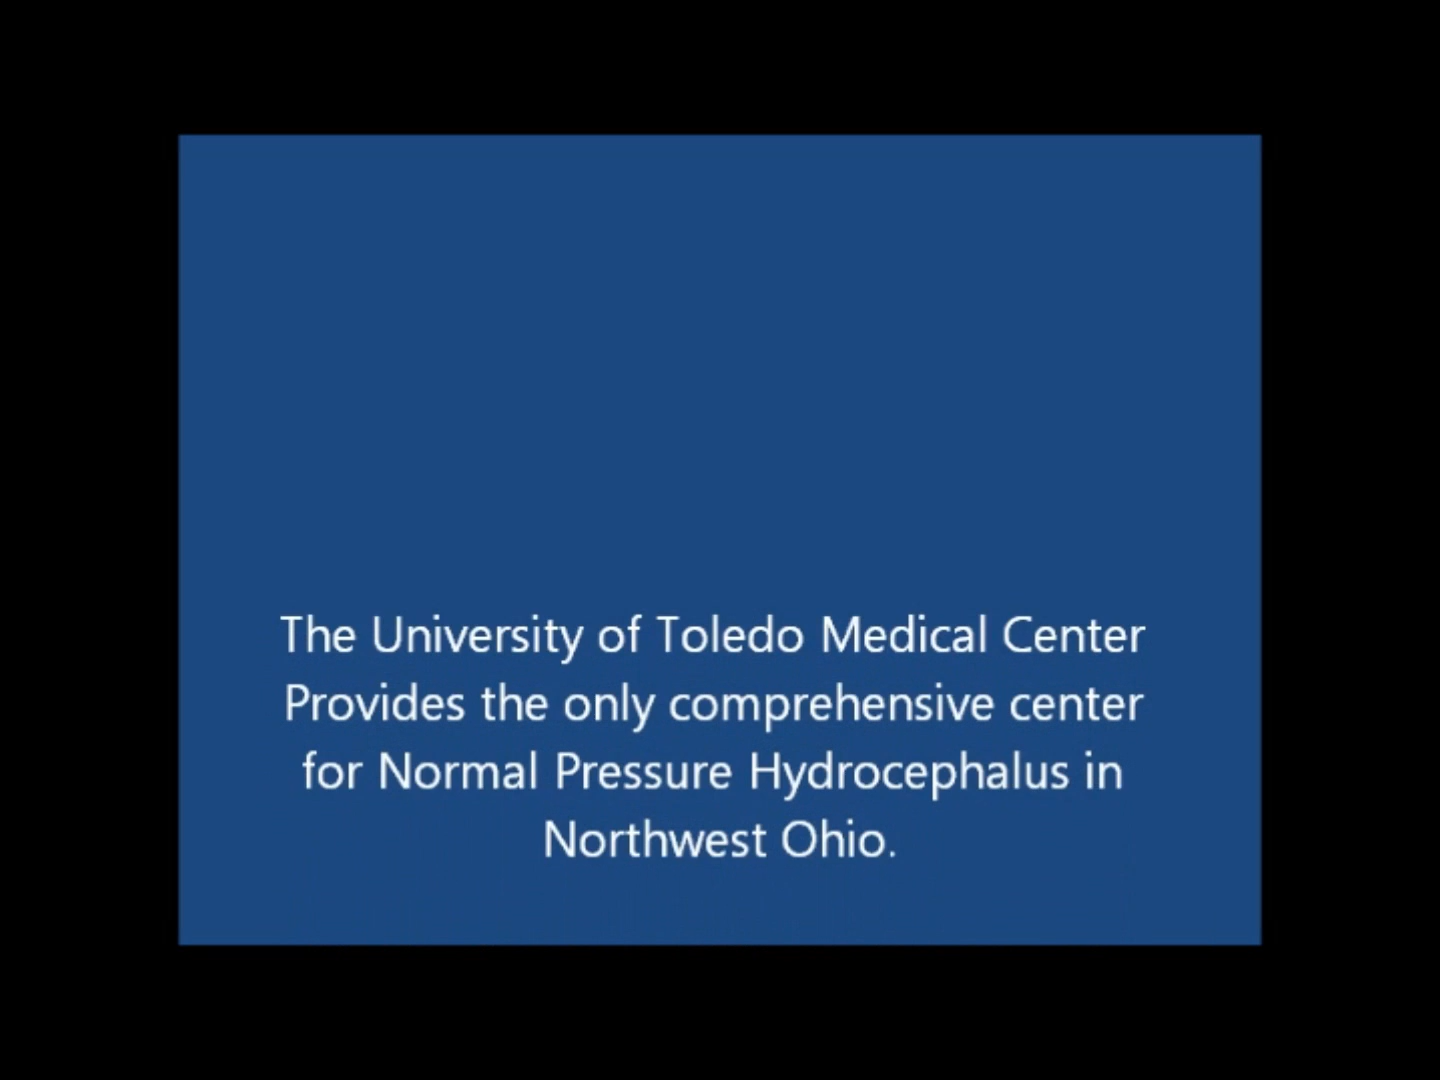 The University of Toledo Medical Center
Provides the only comprehensive center
for Normal Pressure Hydrocephalus in
Northwest Ohio.